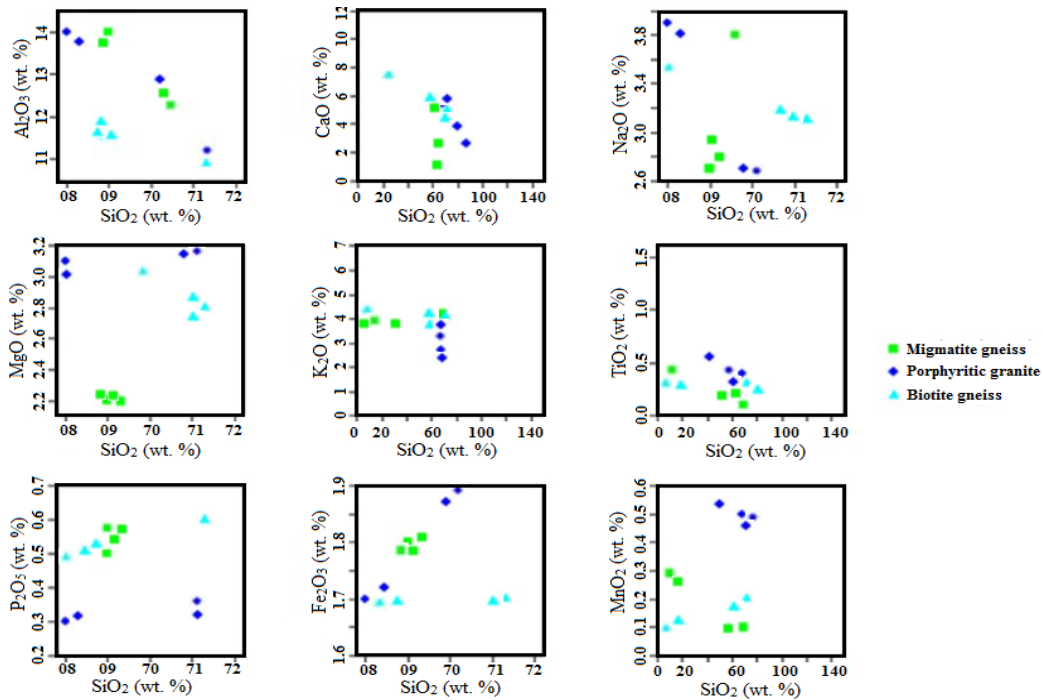 Al₂O₃ (wt. %)
14
13
12
11
08 09 70 71 72
SiO₂ (wt. %)
CaO (wt. %)
12
10
8
6
4
2
0
0 20 40 60 80 100 140
SiO₂ (wt. %)
Na₂O (wt. %)
3.8
3.4
3.0
2.6
08 09 70 71 72
SiO₂ (wt. %)
MgO (wt. %)
3.2
3.0
2.8
2.6
2.4
2.2
08 09 70 71 72
SiO₂ (wt. %)
K₂O (wt. %)
7
6
5
4
3
2
1
0
0 20 40 60 80 100 140
SiO₂ (wt. %)
TiO₂ (wt. %)
1.5
1.0
0.5
0.0
0 20 60 100 140
SiO₂ (wt. %)
Migmatite gneiss
Porphyritic granite
Biotite gneiss
P₂O₅ (wt. %)
0.7
0.6
0.5
0.4
0.3
0.2
08 09 70 71 72
SiO₂ (wt. %)
Fe₂O₃ (wt. %)
1.9
1.8
1.7
1.6
08 09 70 71 72
SiO₂ (wt. %)
MnO₂ (wt. %)
0.6
0.5
0.4
0.3
0.2
0.1
0.0
0 20 60 100 140
SiO₂ (wt. %)